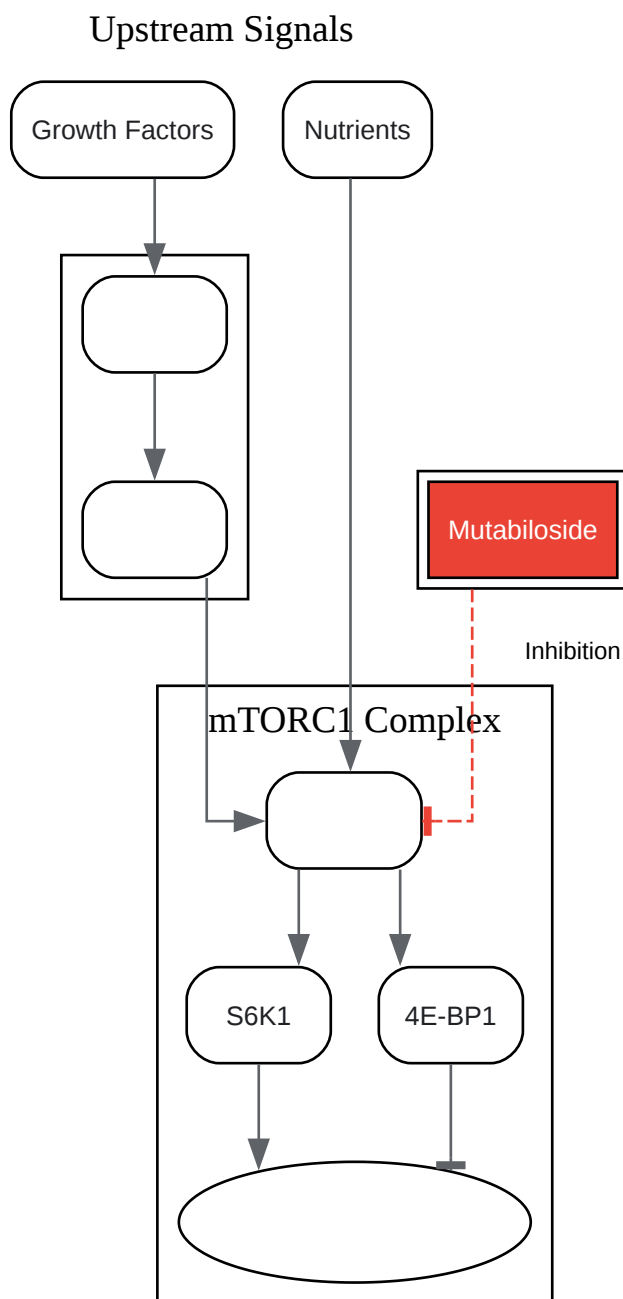 Upstream Signals
Growth Factors
Nutrients
Mutabiloside
Inhibition
mTORC1 Complex
S6K1
4E-BP1